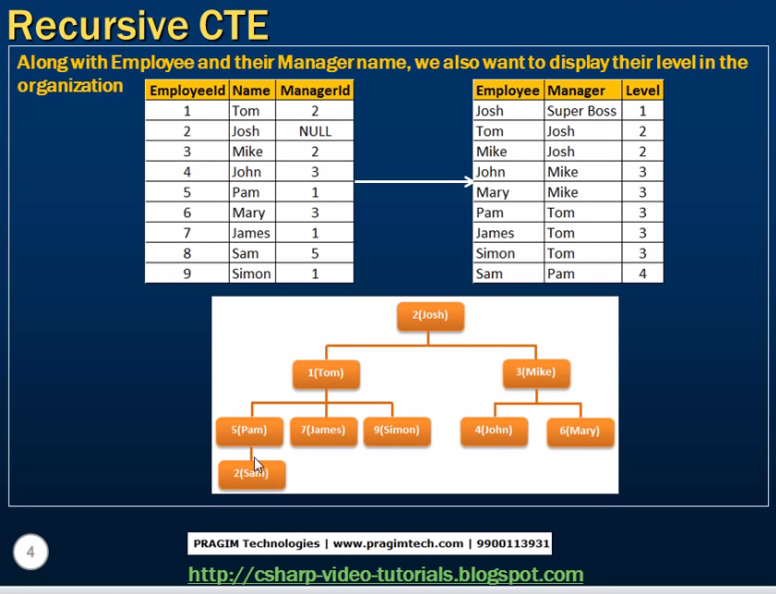 Recursive CTE
Along with Employee and their Manager name, we also want to display their level in the
organization
EmployeeId Name ManagerId
1 Tom 2
2 Josh NULL
3 Mike 2
4 John 3
5 Pam 1
6 Mary 3
7 James 1
8 Sam 5
9 Simon 1
Employee Manager Level
Josh Super Boss 1
Tom Josh 2
Mike Josh 2
John Mike 3
Mary Mike 3
Pam Tom 3
James Tom 3
Simon Tom 3
Sam Pam 4
2(Josh)
1(Tom) 3(Mike)
5(Pam) 7(James) 9(Simon) 4(John) 6(Mary)
2(Sam)
4
PRAGIM Technologies | www.pragimtech.com | 9900113931
http://csharp-video-tutorials.blogspot.com